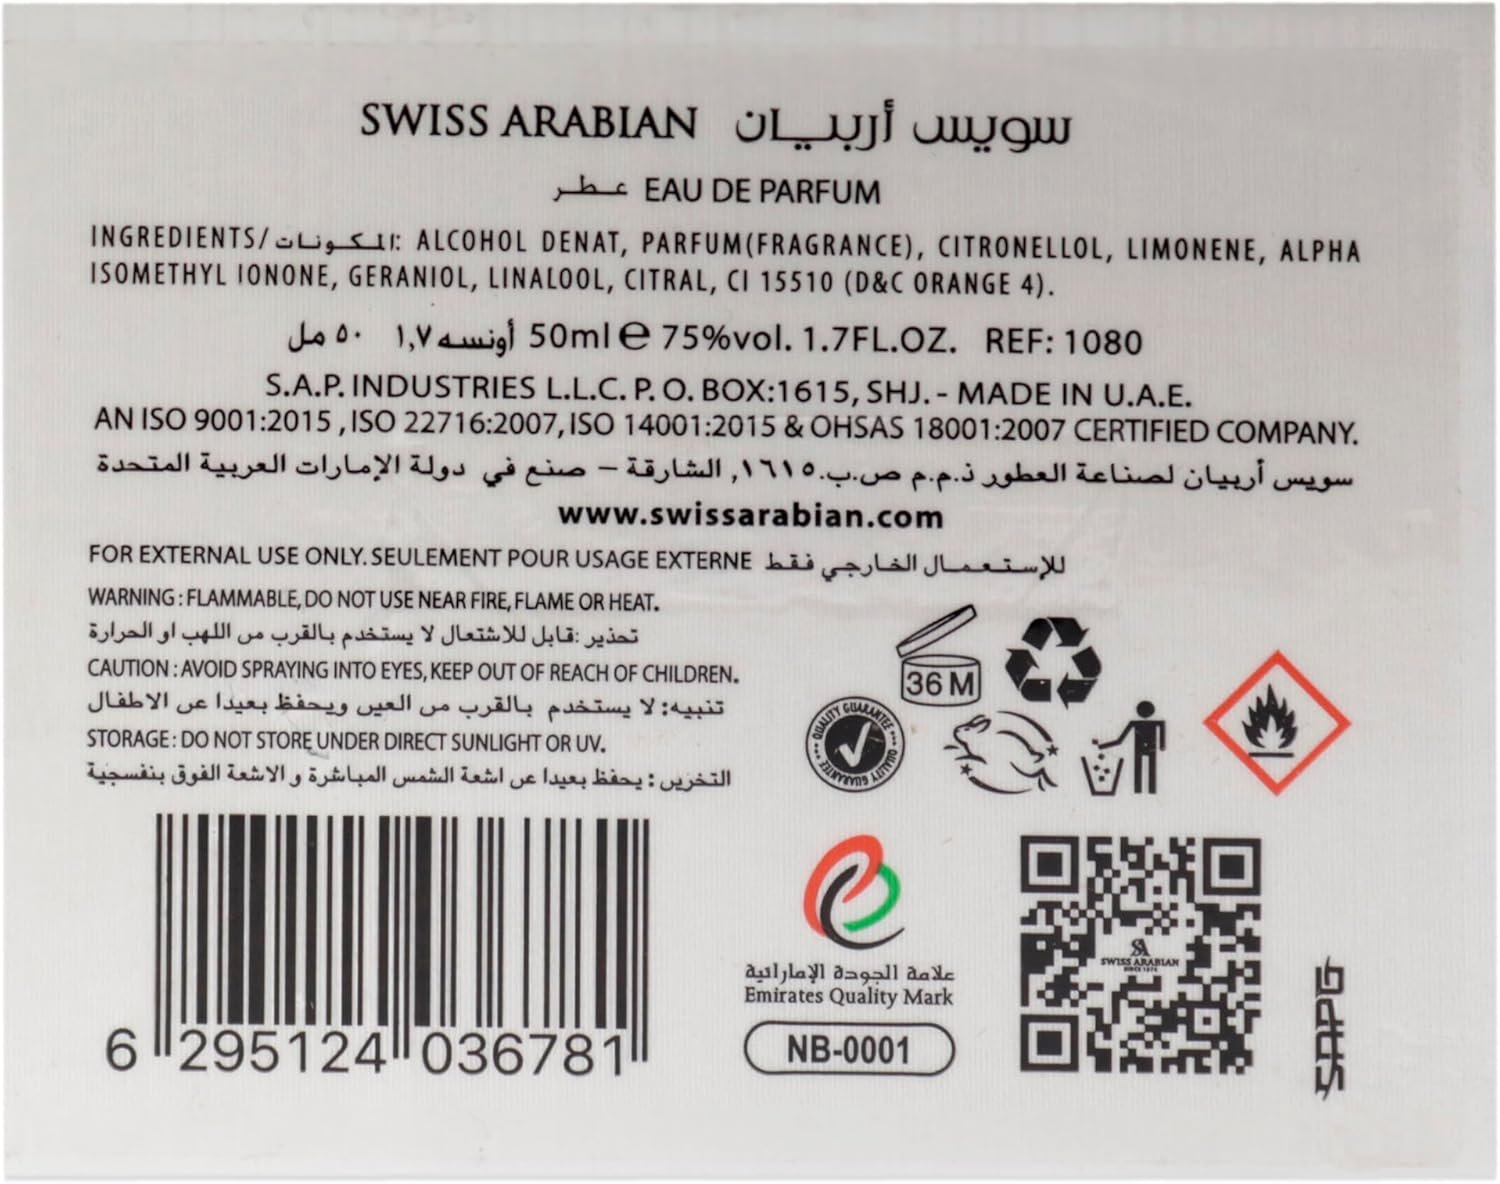 SWISS ARABIAN سويس أربيان
عطر EAU DE PARFUM
INGREDIENTS/المكونات: ALCOHOL DENAT, PARFUM(FRAGRANCE), CITRONELLOL, LIMONENE, ALPHA
ISOMETHYL IONONE, GERANIOL, LINALOOL, CITRAL, CI 15510 (D&C ORANGE 4).
٥٠ مل ١,٧ أونسه 50ml e 75%vol. 1.7FL.OZ. REF: 1080
S.A.P. INDUSTRIES L.L.C. P. O. BOX:1615, SHJ. - MADE IN U.A.E.
AN ISO 9001:2015 , ISO 22716:2007, ISO 14001:2015 & OHSAS 18001:2007 CERTIFIED COMPANY.
سويس أربيان لصناعة العطور ذ.م.م ص.ب.١٦١٥, الشارقة – صنع في دولة الإمارات العربية المتحدة
www.swissarabian.com
FOR EXTERNAL USE ONLY. SEULEMENT POUR USAGE EXTERNE للإستعمال الخارجي فقط
WARNING : FLAMMABLE, DO NOT USE NEAR FIRE, FLAME OR HEAT.
تحذير :قابل للاشتعال لا يستخدم بالقرب من اللهب او الحرارة
CAUTION : AVOID SPRAYING INTO EYES, KEEP OUT OF REACH OF CHILDREN.
تنبيه: لا يستخدم بالقرب من العين ويحفظ بعيدا عن الاطفال
STORAGE : DO NOT STORE UNDER DIRECT SUNLIGHT OR UV.
التخزين : يحفظ بعيدا عن اشعة الشمس المباشرة و الاشعة الفوق بنفسجية
36 M
QUALITY GUARANTEE
QUALITY GUARANTEE
6 295124 036781
علامة الجودة الإماراتية
Emirates Quality Mark
NB-0001
SA
SWISS ARABIAN
SINCE 1974
SAPG